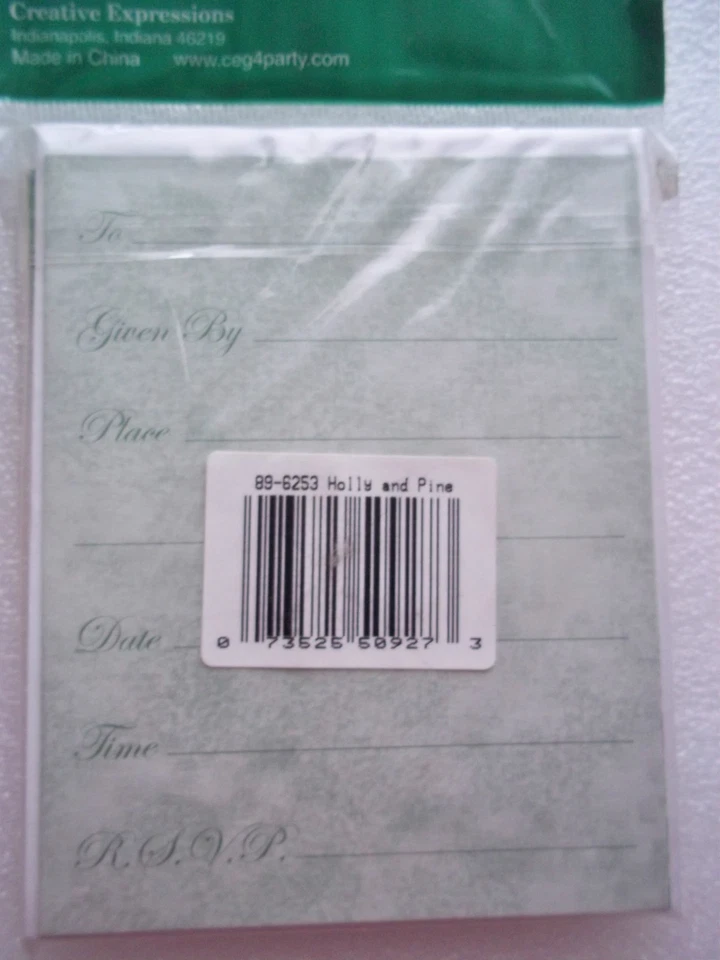 Creative Expressions
Indianapolis, Indiana 46219
Made in China www.ceg4party.com
To
Given By
Place
89-6253 Holly and Pine
0 73525 50927 3
Date
Time
R.S.V.P.